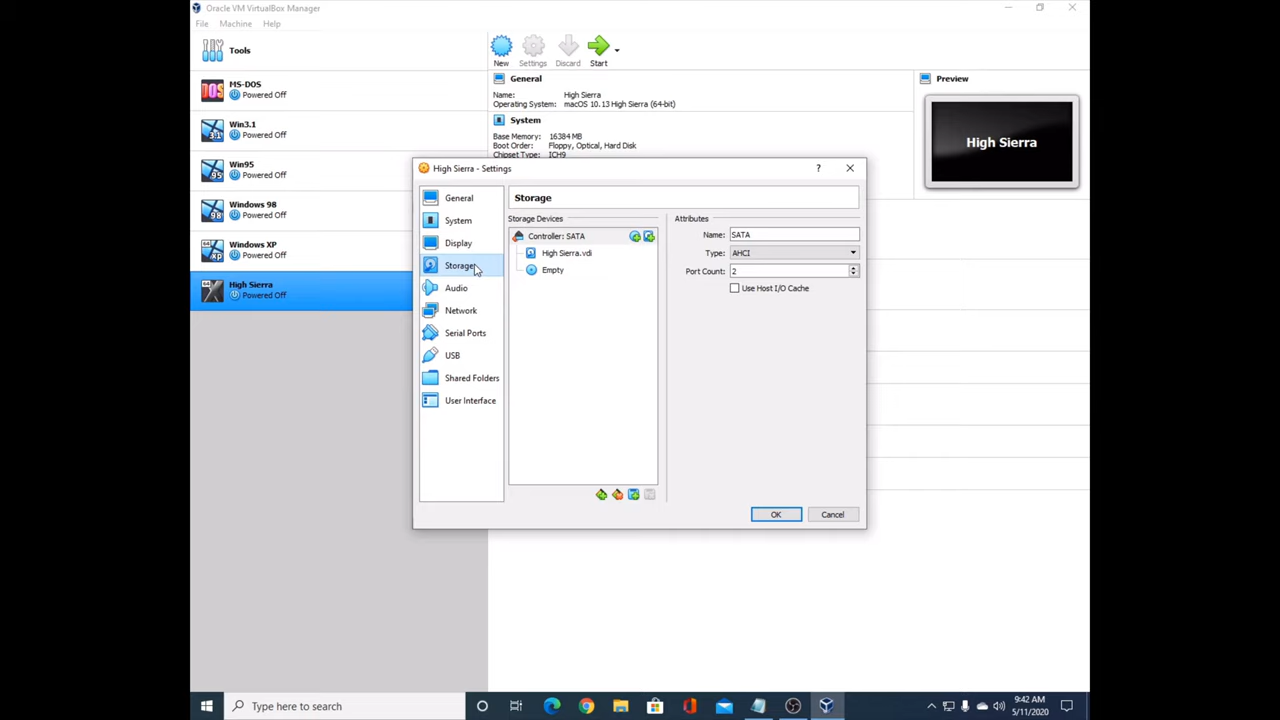 Oracle VM VirtualBox Manager
File Machine Help
Tools
New Settings Discard Start
MS-DOS
Powered Off
Win3.1
Powered Off
Win95
Powered Off
Windows 98
Powered Off
Windows XP
Powered Off
High Sierra
Powered Off
General
Name: High Sierra
Operating System: macOS 10.13 High Sierra (64-bit)
System
Base Memory: 16384 MB
Boot Order: Floppy, Optical, Hard Disk
Chipset Type: ICH9
Preview
High Sierra
High Sierra - Settings
?
General
System
Display
Storage
Audio
Network
Serial Ports
USB
Shared Folders
User Interface
Storage
Storage Devices
Controller: SATA
High Sierra.vdi
Empty
Attributes
Name: SATA
Type: AHCI
Port Count: 2
Use Host I/O Cache
OK Cancel
Type here to search
9:42 AM
5/11/2020